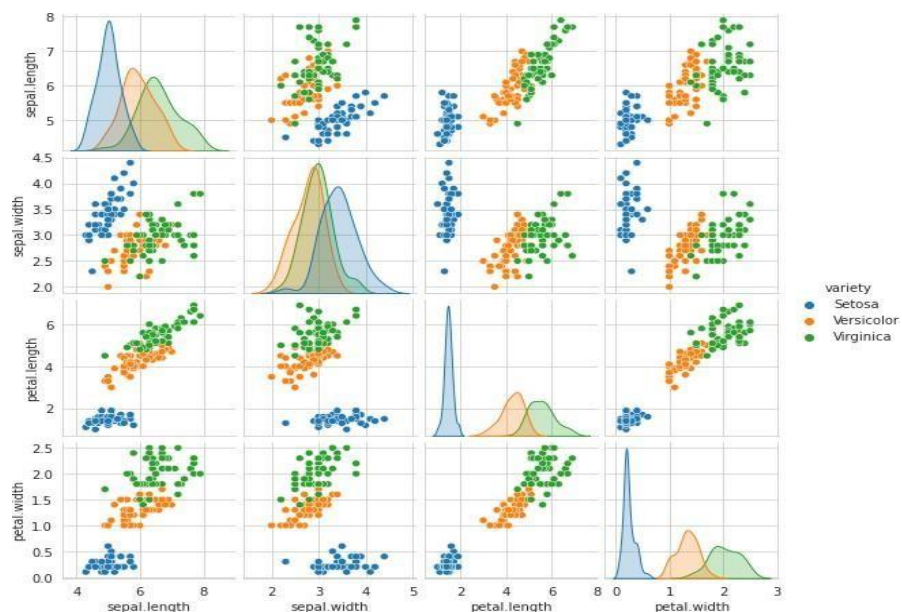 sepal.length
8
7
6
5
sepal.width
4.5
4.0
3.5
3.0
2.5
2.0
petal.length
6
4
2
petal.width
2.5
2.0
1.5
1.0
0.5
0.0
4 6 8
sepal.length
2 3 4 5
sepal.width
2 4 6 8
petal.length
0 1 2 3
petal.width
variety
Setosa
Versicolor
Virginica